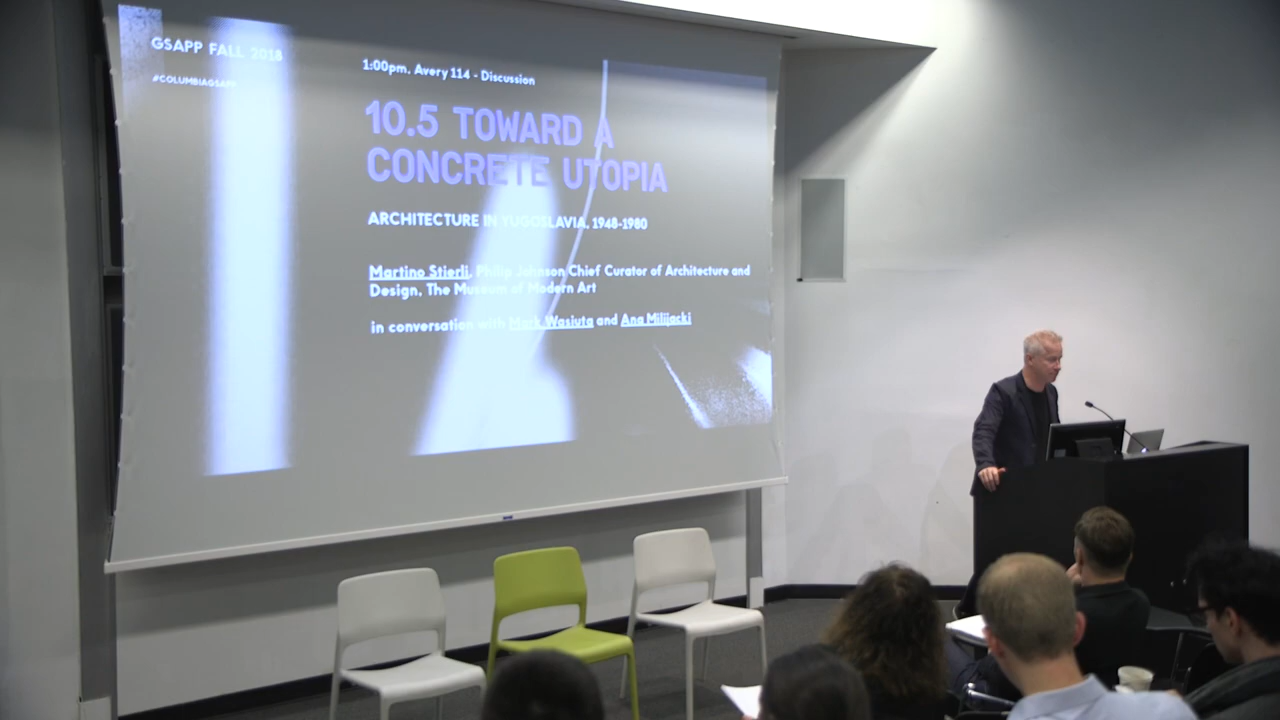 GSAPP FALL 2018
#COLUMBIAGSAPP
1:00pm, Avery 114 - Discussion
10.5 TOWARD A
CONCRETE UTOPIA
ARCHITECTURE IN YUGOSLAVIA, 1948-1980
Martino Stierli, Philip Johnson Chief Curator of Architecture and
Design, The Museum of Modern Art
in conversation with Mark Wasiuta and Ana Miljacki